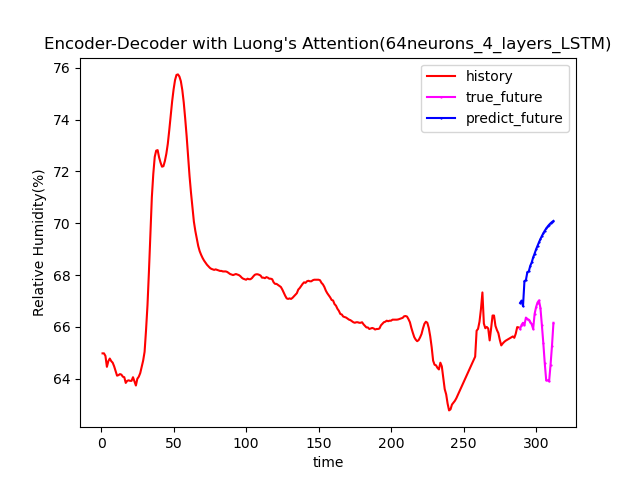 Encoder-Decoder with Luong's Attention(64neurons_4_layers_LSTM)
76
74
72
70
68
66
64
Relative Humidity(%)
history
true_future
predict_future
0 50 100 150 200 250 300
time